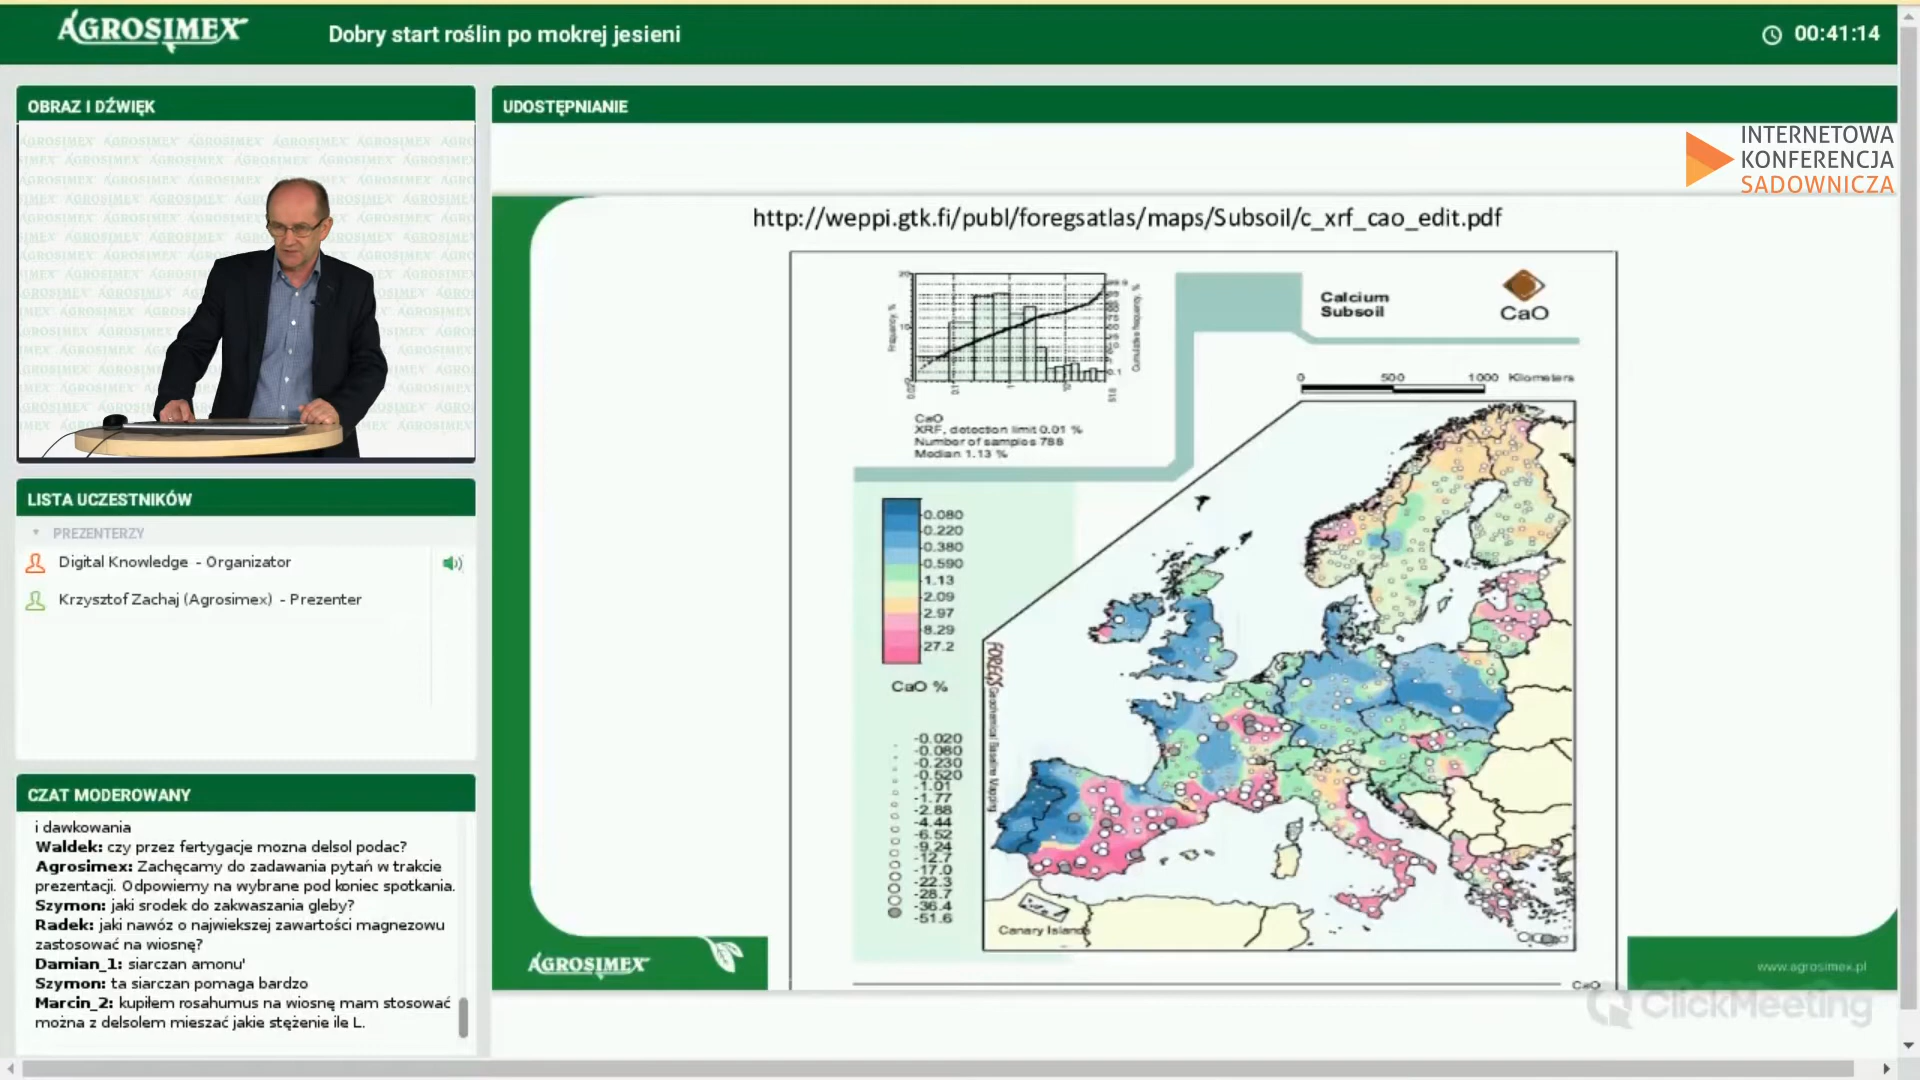 AGROSIMEX
Dobry start roślin po mokrej jesieni
00:41:14
OBRAZ I DŹWIĘK
LISTA UCZESTNIKÓW
PREZENTERZY
Digital Knowledge - Organizator
Krzysztof Zachaj (Agrosimex) - Prezenter
CZAT MODEROWANY
i dawkowania
Waldek: czy przez fertygacje mozna delsol podac?
Agrosimex: Zachęcamy do zadawania pytań w trakcie
prezentacji. Odpowiemy na wybrane pod koniec spotkania.
Szymon: jaki srodek do zakwaszania gleby?
Radek: jaki nawóz o najwiekszej zawartości magnezowu
zastosować na wiosnę?
Damian_1: siarczan amonu'
Szymon: ta siarczan pomaga bardzo
Marcin_2: kupiłem rosahumus na wiosnę mam stosować
można z delsolem mieszać jakie stężenie ile L.
UDOSTĘPNIANIE
INTERNETOWA
KONFERENCJA
SADOWNICZA
http://weppi.gtk.fi/publ/foregsatlas/maps/Subsoil/c_xrf_cao_edit.pdf
Frequency, %
Cumulative frequency, %
CaO
XRF, detection limit 0.01 %
Number of samples 788
Median 1.13 %
Calcium
Subsoil
CaO
0 500 1000 Kilometers
0.080
0.220
0.380
0.590
1.13
2.09
2.97
8.29
27.2
CaO %
-0.020
-0.080
-0.230
-0.520
-1.01
-1.77
-2.88
-4.44
-6.52
-9.24
-12.7
-17.0
-22.3
-28.7
-36.4
-51.6
FOREGS Geochemical Baseline Mapping
Canary Islands
CaO
AGROSIMEX
www.agrosimex.pl
ClickMeeting